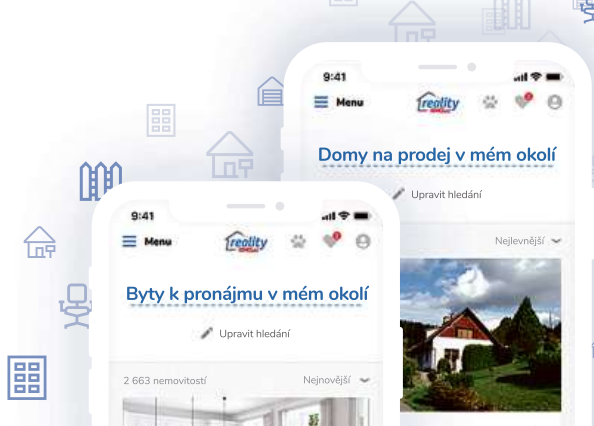 9:41
Menu
reality
Domy na prodej v mém okolí
Upravit hledání
Nejlevnější
9:41
Menu
reality
Byty k pronájmu v mém okolí
Upravit hledání
2 663 nemovitostí
Nejnovější